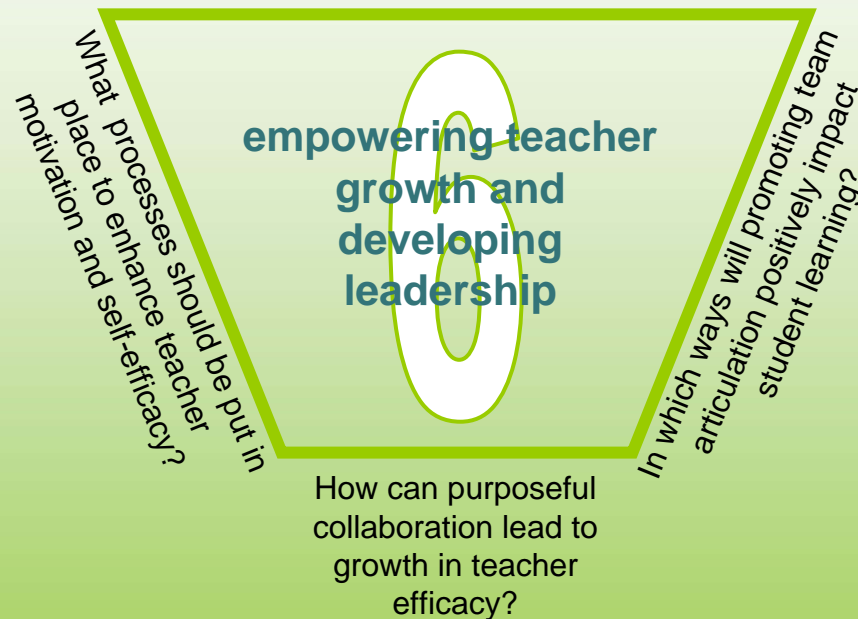 What processes should be put in
place to enhance teacher
motivation and self-efficacy?
6
empowering teacher
growth and
developing
leadership
In which ways will promoting team
articulation positively impact
student learning?
How can purposeful
collaboration lead to
growth in teacher
efficacy?